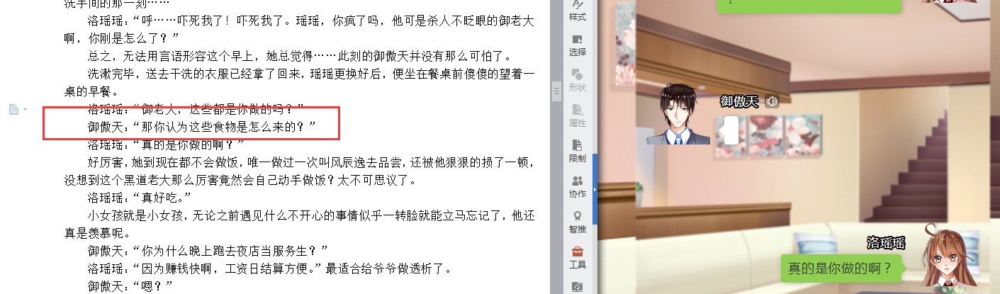 洗手间的那一刻……
洛瑶瑶：“呼……吓死我了！吓死我了。瑶瑶，你疯了吗，他可是杀人不眨眼的御老大
啊，你刚是怎么了？”
总之，无法用言语形容这个早上，她总觉得……此刻的御傲天并没有那么可怕了。
洗漱完毕，送去干洗的衣服已经拿了回来，瑶瑶更换好后，便坐在餐桌前傻傻的望着一
桌的早餐。
洛瑶瑶：“御老大，这些都是你做的吗？”
御傲天：“那你认为这些食物是怎么来的？”
洛瑶瑶：“真的是你做的啊？”
好厉害，她到现在都不会做饭，唯一做过一次叫风辰逸去品尝，还被他狠狠的损了一顿，
没想到这个黑道老大那么厉害竟然会自己动手做饭？太不可思议了。
洛瑶瑶：“真好吃。”
小女孩就是小女孩，无论之前遇见什么不开心的事情似乎一转脸就能立马忘记了，他还
真是羡慕呢。
御傲天：“你为什么晚上跑去夜店当服务生？”
洛瑶瑶：“因为赚钱快啊，工资日结算方便。”最适合给爷爷做透析了。
御傲天：“嗯？”
样式
选择
形状
属性
限制
协作
智推
工具
御傲天
洛瑶瑶
真的是你做的啊？